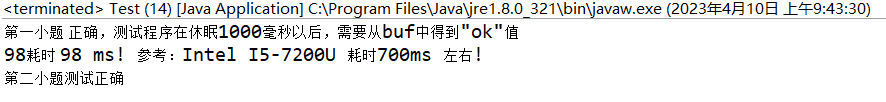 <terminated> Test (14) [Java Application] C:\Program Files\Java\jre1.8.0_321\bin\javaw.exe (2023年4月10日 上午9:43:30)
第一小题 正确，测试程序在休眠1000毫秒以后，需要从buf中得到"ok"值
98耗时 98 ms! 参考：Intel I5-7200U 耗时700ms 左右!
第二小题测试正确